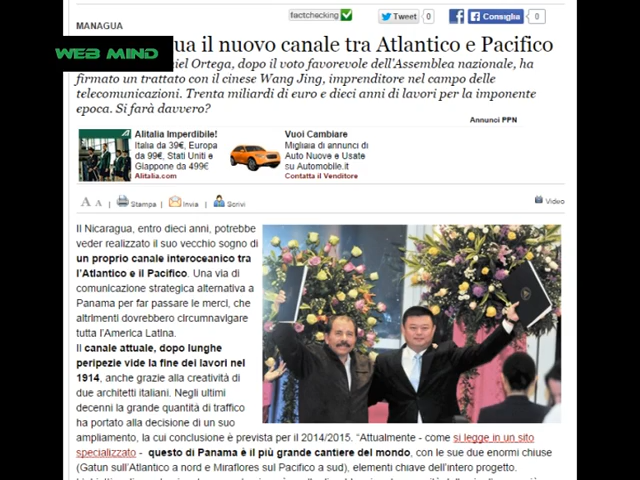 factchecking
Tweet 0
Consiglia 0
MANAGUA
WEB MIND
ua il nuovo canale tra Atlantico e Pacifico
iel Ortega, dopo il voto favorevole dell'Assemblea nazionale, ha
firmato un trattato con il cinese Wang Jing, imprenditore nel campo delle
telecomunicazioni. Trenta miliardi di euro e dieci anni di lavori per la imponente
epoca. Si farà davvero?
Annunci PPN
Alitalia Imperdibile!
Italia da 39€, Europa
da 99€, Stati Uniti e
Giappone da 499€
Alitalia.com
Vuoi Cambiare
Migliaia di annunci di
Auto Nuove e Usate
su Automobile.it
Contatta il Venditore
A A | Stampa | Invia | Scrivi
Video
Il Nicaragua, entro dieci anni, potrebbe
veder realizzato il suo vecchio sogno di
un proprio canale interoceanico tra
l'Atlantico e il Pacifico. Una via di
comunicazione strategica alternativa a
Panama per far passare le merci, che
altrimenti dovrebbero circumnavigare
tutta l'America Latina.
Il canale attuale, dopo lunghe
peripezie vide la fine dei lavori nel
1914, anche grazie alla creatività di
due architetti italiani. Negli ultimi
decenni la grande quantità di traffico
ha portato alla decisione di un suo
ampliamento, la cui conclusione è prevista per il 2014/2015. "Attualmente - come si legge in un sito
specializzato - questo di Panama è il più grande cantiere del mondo, con le sue due enormi chiuse
(Gatun sull'Atlantico a nord e Miraflores sul Pacifico a sud), elementi chiave dell'intero progetto.